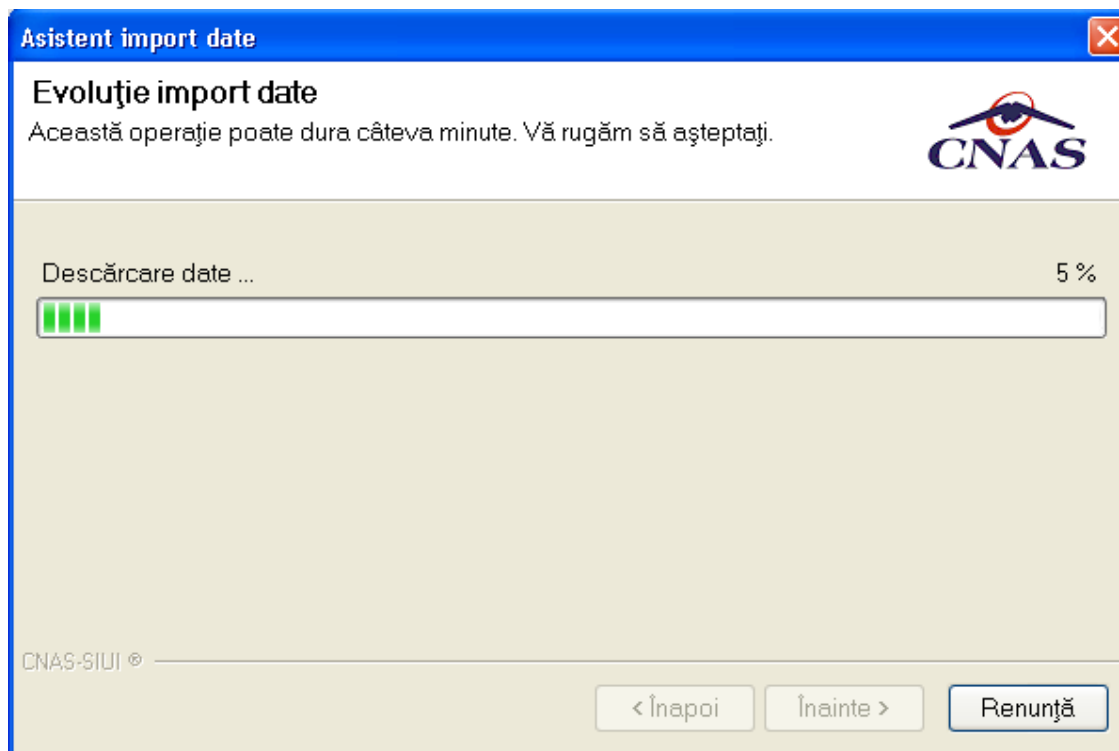 Asistent import date
Evoluţie import date
Această operaţie poate dura câteva minute. Vă rugăm să aşteptaţi.
CNAS
Descărcare date ... 5 %
CNAS-SIUI ®
< Înapoi Înainte > Renunţă